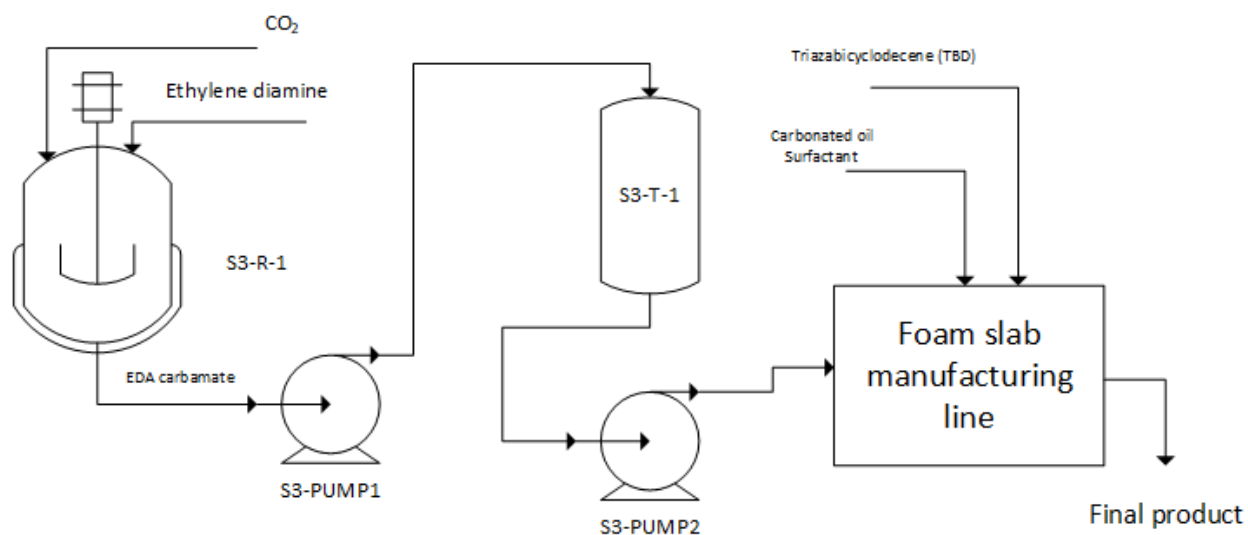 CO₂
Ethylene diamine
Triazabicyclodecene (TBD)
Carbonated oil
Surfactant
S3-T-1
S3-R-1
EDA carbamate
Foam slab
manufacturing
line
S3-PUMP1
S3-PUMP2
Final product